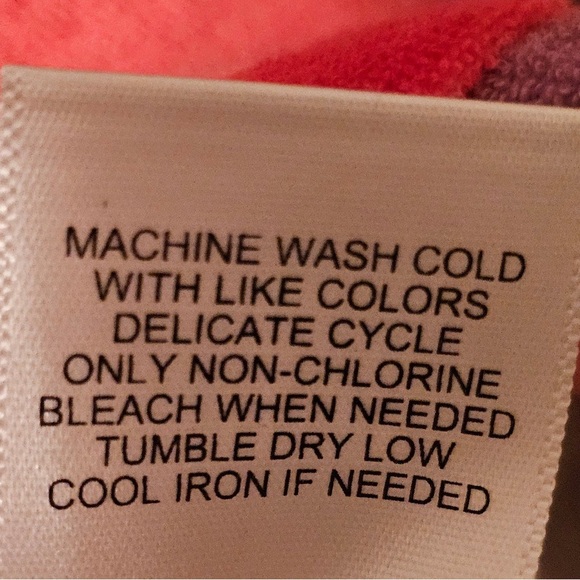 MACHINE WASH COLD
WITH LIKE COLORS
DELICATE CYCLE
ONLY NON-CHLORINE
BLEACH WHEN NEEDED
TUMBLE DRY LOW
COOL IRON IF NEEDED